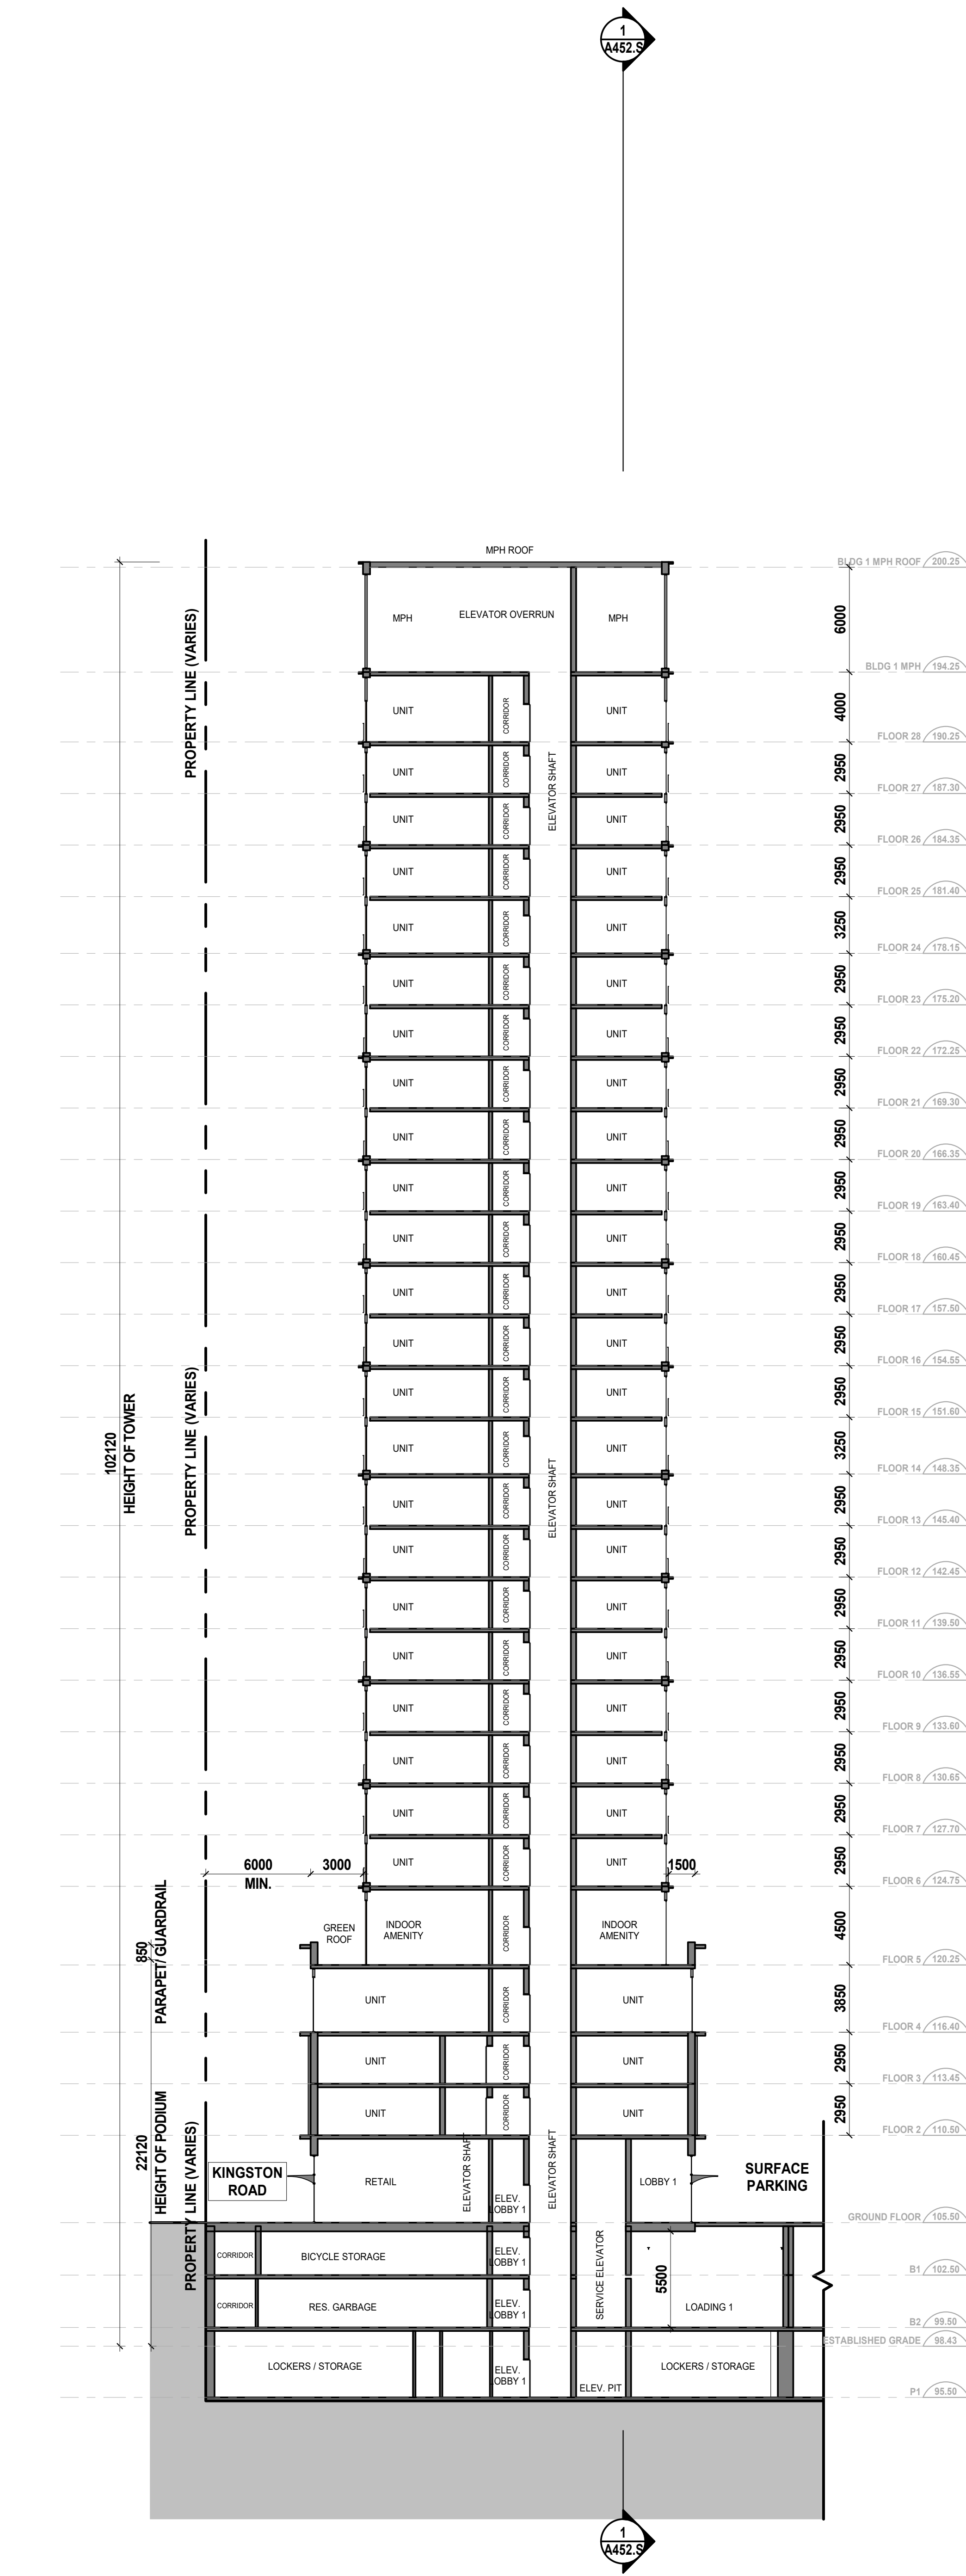 1
A452.S
MPH ROOF
BLDG 1 MPH ROOF 200.25
MPH
ELEVATOR OVERRUN
MPH
6000
PROPERTY LINE (VARIES)
BLDG 1 MPH 194.25
UNIT
CORRIDOR
UNIT
4000
FLOOR 28 190.25
UNIT
CORRIDOR
ELEVATOR SHAFT
UNIT
2950
FLOOR 27 187.30
UNIT
CORRIDOR
UNIT
2950
FLOOR 26 184.35
UNIT
CORRIDOR
UNIT
2950
FLOOR 25 181.40
UNIT
CORRIDOR
UNIT
3250
FLOOR 24 178.15
UNIT
CORRIDOR
UNIT
2950
FLOOR 23 175.20
UNIT
CORRIDOR
UNIT
2950
FLOOR 22 172.25
UNIT
CORRIDOR
UNIT
2950
FLOOR 21 169.30
UNIT
CORRIDOR
UNIT
2950
FLOOR 20 166.35
UNIT
CORRIDOR
UNIT
2950
FLOOR 19 163.40
UNIT
CORRIDOR
UNIT
2950
FLOOR 18 160.45
UNIT
CORRIDOR
UNIT
2950
FLOOR 17 157.50
UNIT
CORRIDOR
UNIT
2950
FLOOR 16 154.55
102120
HEIGHT OF TOWER
PROPERTY LINE (VARIES)
UNIT
CORRIDOR
UNIT
2950
FLOOR 15 151.60
UNIT
CORRIDOR
UNIT
3250
FLOOR 14 148.35
ELEVATOR SHAFT
UNIT
CORRIDOR
UNIT
2950
FLOOR 13 145.40
UNIT
CORRIDOR
UNIT
2950
FLOOR 12 142.45
UNIT
CORRIDOR
UNIT
2950
FLOOR 11 139.50
UNIT
CORRIDOR
UNIT
2950
FLOOR 10 136.55
UNIT
CORRIDOR
UNIT
2950
FLOOR 9 133.60
UNIT
CORRIDOR
UNIT
2950
FLOOR 8 130.65
UNIT
CORRIDOR
UNIT
2950
FLOOR 7 127.70
6000
MIN.
3000
UNIT
CORRIDOR
UNIT
1500
2950
FLOOR 6 124.75
850
PARAPET/ GUARDRAIL
GREEN
ROOF
INDOOR
AMENITY
CORRIDOR
INDOOR
AMENITY
4500
FLOOR 5 120.25
UNIT
CORRIDOR
UNIT
3850
FLOOR 4 116.40
UNIT
CORRIDOR
UNIT
2950
FLOOR 3 113.45
UNIT
CORRIDOR
UNIT
2950
FLOOR 2 110.50
22120
HEIGHT OF PODIUM
PROPERTY LINE (VARIES)
KINGSTON
ROAD
RETAIL
ELEVATOR SHAFT
ELEV.
LOBBY 1
ELEVATOR SHAFT
LOBBY 1
SURFACE
PARKING
GROUND FLOOR 105.50
CORRIDOR
BICYCLE STORAGE
ELEV.
LOBBY 1
SERVICE ELEVATOR
5500
B1 102.50
CORRIDOR
RES. GARBAGE
ELEV.
LOBBY 1
LOADING 1
B2 99.50
ESTABLISHED GRADE 98.43
LOCKERS / STORAGE
ELEV.
LOBBY 1
ELEV. PIT
LOCKERS / STORAGE
P1 95.50
1
A452.S